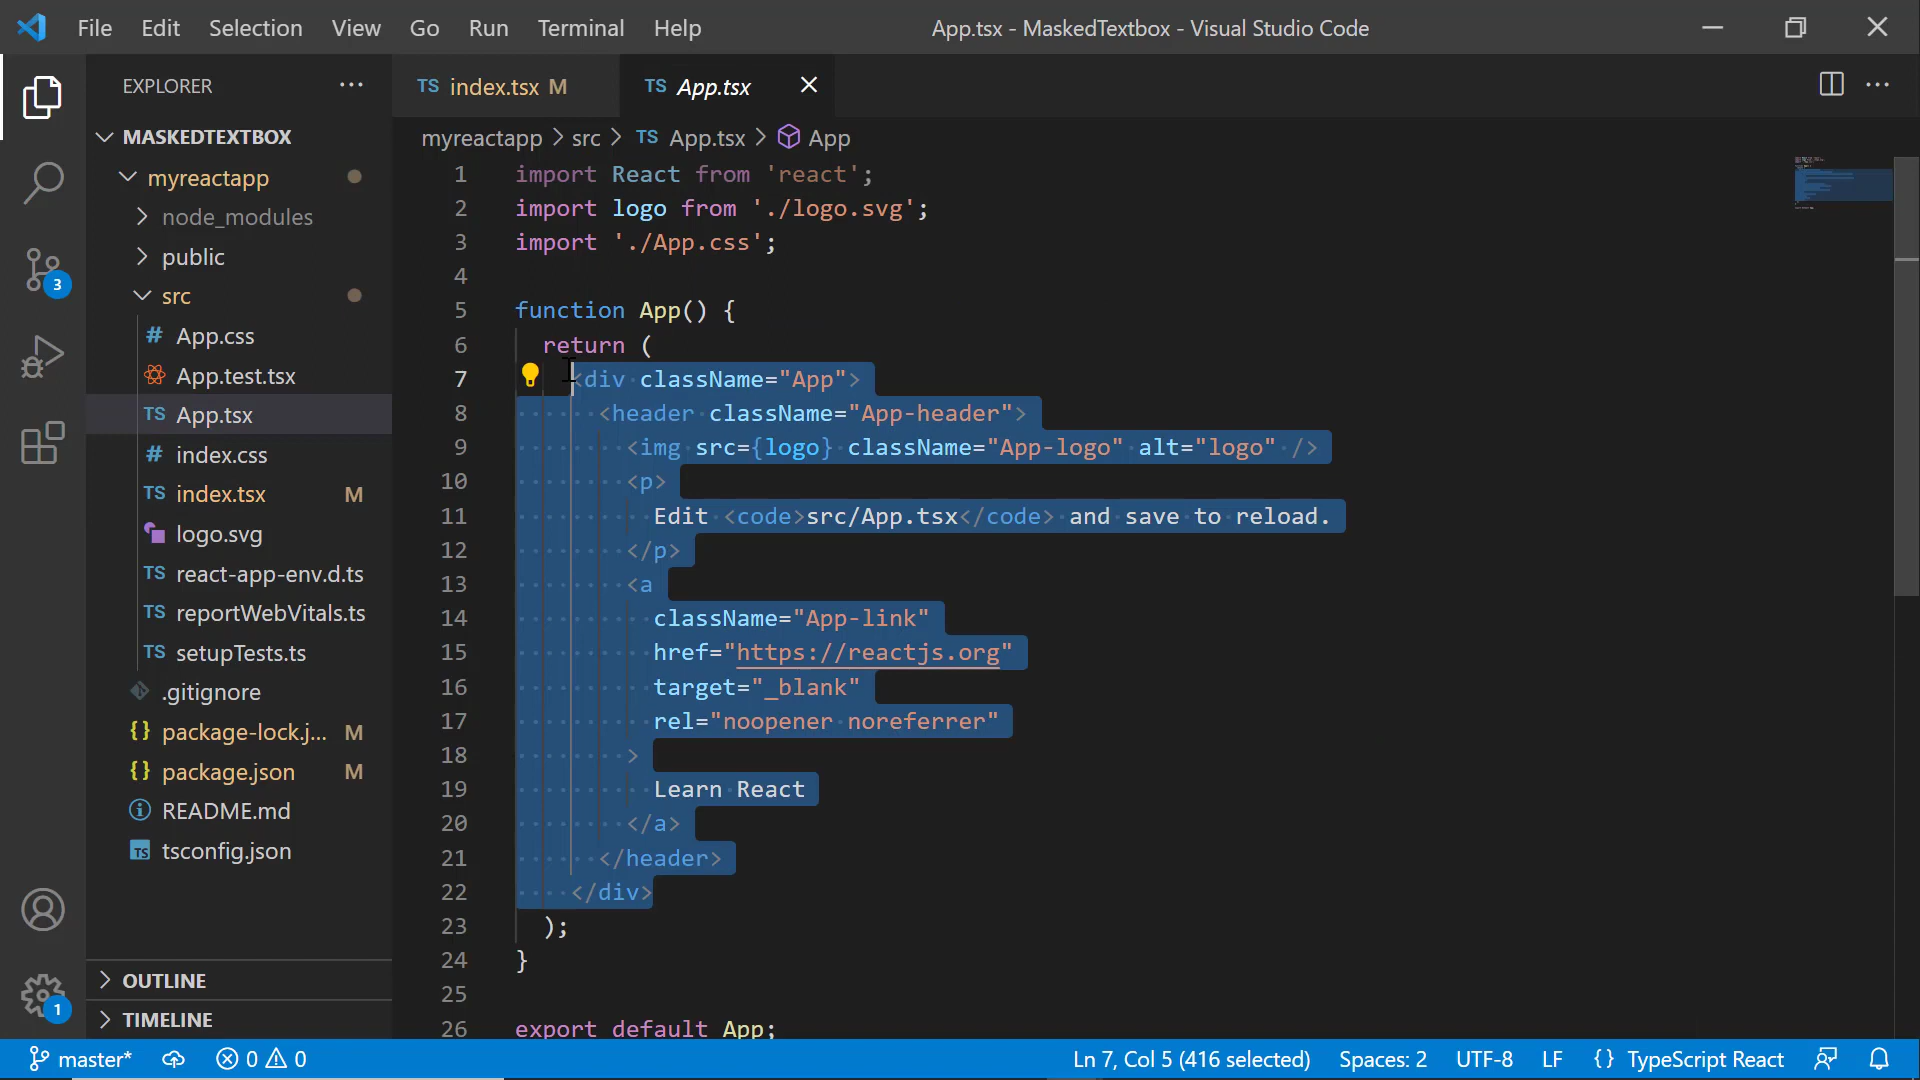 File Edit Selection View Go Run Terminal Help App.tsx - MaskedTextbox - Visual Studio Code
EXPLORER
MASKEDTEXTBOX
myreactapp
node_modules
public
src
# App.css
App.test.tsx
TS App.tsx
# index.css
TS index.tsx M
logo.svg
TS react-app-env.d.ts
TS reportWebVitals.ts
TS setupTests.ts
.gitignore
{} package-lock.j... M
{} package.json M
README.md
TS tsconfig.json
OUTLINE
TIMELINE
3
1
TS index.tsx M TS App.tsx
myreactapp > src > TS App.tsx > App
1 import React from 'react';
2 import logo from './logo.svg';
3 import './App.css';
4
5 function App() {
6 return (
7 <div className="App">
8 <header className="App-header">
9 <img src={logo} className="App-logo" alt="logo" />
10 <p>
11 Edit <code>src/App.tsx</code> and save to reload.
12 </p>
13 <a
14 className="App-link"
15 href="https://reactjs.org"
16 target="_blank"
17 rel="noopener noreferrer"
18 >
19 Learn React
20 </a>
21 </header>
22 </div>
23 );
24 }
25
26 export default App;
master* 0 0 Ln 7, Col 5 (416 selected) Spaces: 2 UTF-8 LF {} TypeScript React